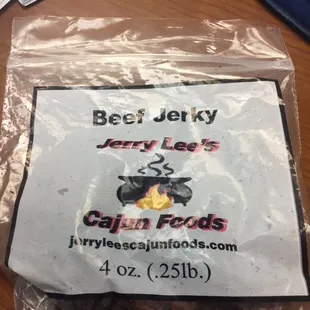 Beef Jerky
Jerry Lee's
Cajun Foods
jerryleescajunfoods.com
4 oz. (.25lb.)